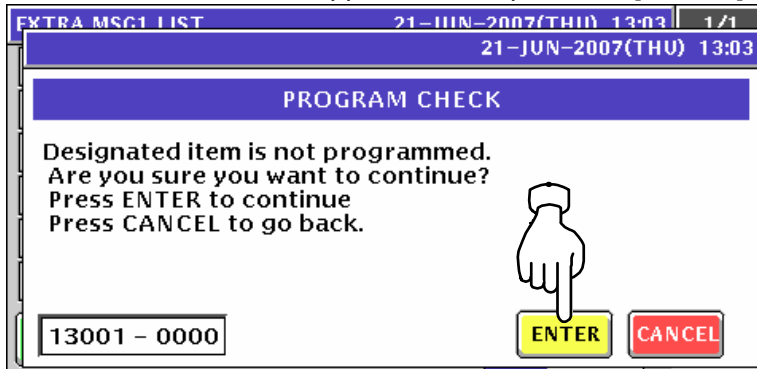 EXTRA MSG1 LIST 21-JUN-2007(THU) 13:03 1/1
21-JUN-2007(THU) 13:03
PROGRAM CHECK
Designated item is not programmed.
Are you sure you want to continue?
Press ENTER to continue
Press CANCEL to go back.
13001 - 0000 ENTER CANCEL